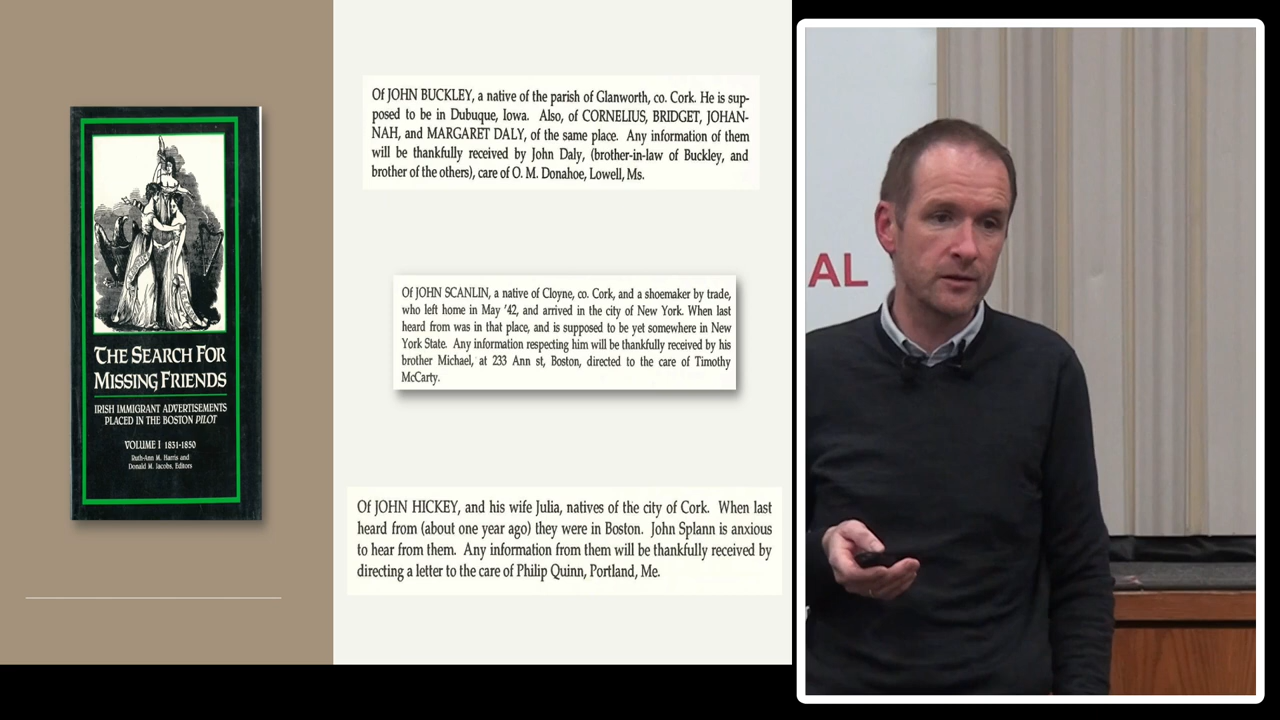 THE SEARCH FOR
MISSING FRIENDS
IRISH IMMIGRANT ADVERTISEMENTS
PLACED IN THE BOSTON PILOT
VOLUME I 1831-1850
Ruth-Ann M. Harris and
Donald M. Jacobs, Editors
Of JOHN BUCKLEY, a native of the parish of Glanworth, co. Cork. He is sup-
posed to be in Dubuque, Iowa. Also, of CORNELIUS, BRIDGET, JOHAN-
NAH, and MARGARET DALY, of the same place. Any information of them
will be thankfully received by John Daly, (brother-in-law of Buckley, and
brother of the others), care of O. M. Donahoe, Lowell, Ms.
Of JOHN SCANLIN, a native of Cloyne, co. Cork, and a shoemaker by trade,
who left home in May '42, and arrived in the city of New York. When last
heard from was in that place, and is supposed to be yet somewhere in New
York State. Any information respecting him will be thankfully received by his
brother Michael, at 233 Ann st, Boston, directed to the care of Timothy
McCarty.
Of JOHN HICKEY, and his wife Julia, natives of the city of Cork. When last
heard from (about one year ago) they were in Boston. John Splann is anxious
to hear from them. Any information from them will be thankfully received by
directing a letter to the care of Philip Quinn, Portland, Me.
AL